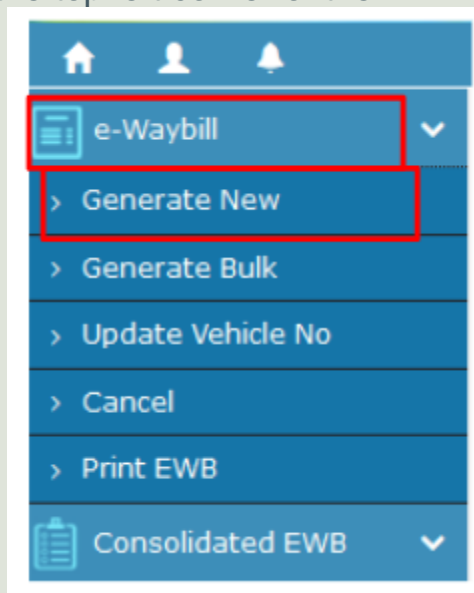 e-Waybill
Generate New
Generate Bulk
Update Vehicle No
Cancel
Print EWB
Consolidated EWB